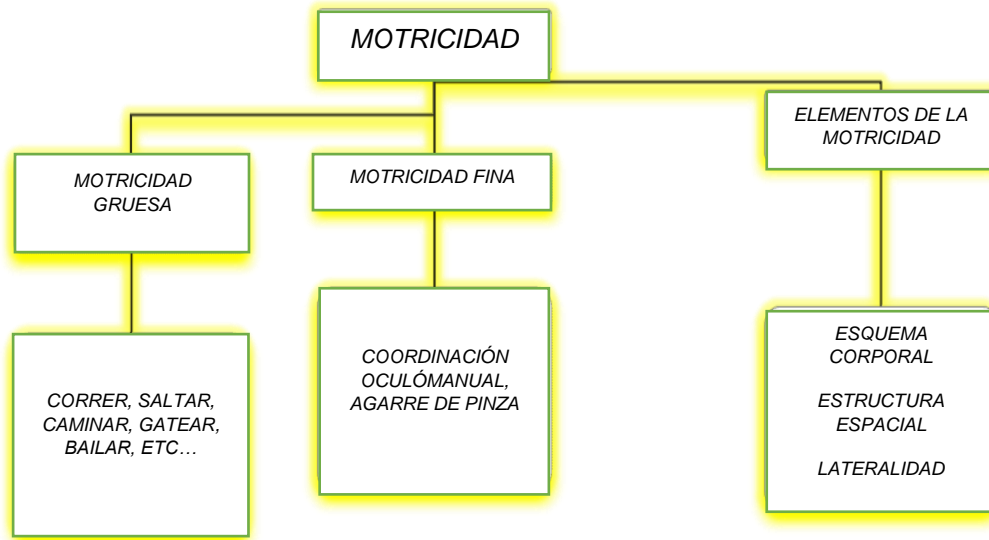 MOTRICIDAD
ELEMENTOS DE LA
MOTRICIDAD
MOTRICIDAD
GRUESA
MOTRICIDAD FINA
CORRER, SALTAR,
CAMINAR, GATEAR,
BAILAR, ETC…
COORDINACIÓN
OCULÓMANUAL,
AGARRE DE PINZA
ESQUEMA
CORPORAL
ESTRUCTURA
ESPACIAL
LATERALIDAD